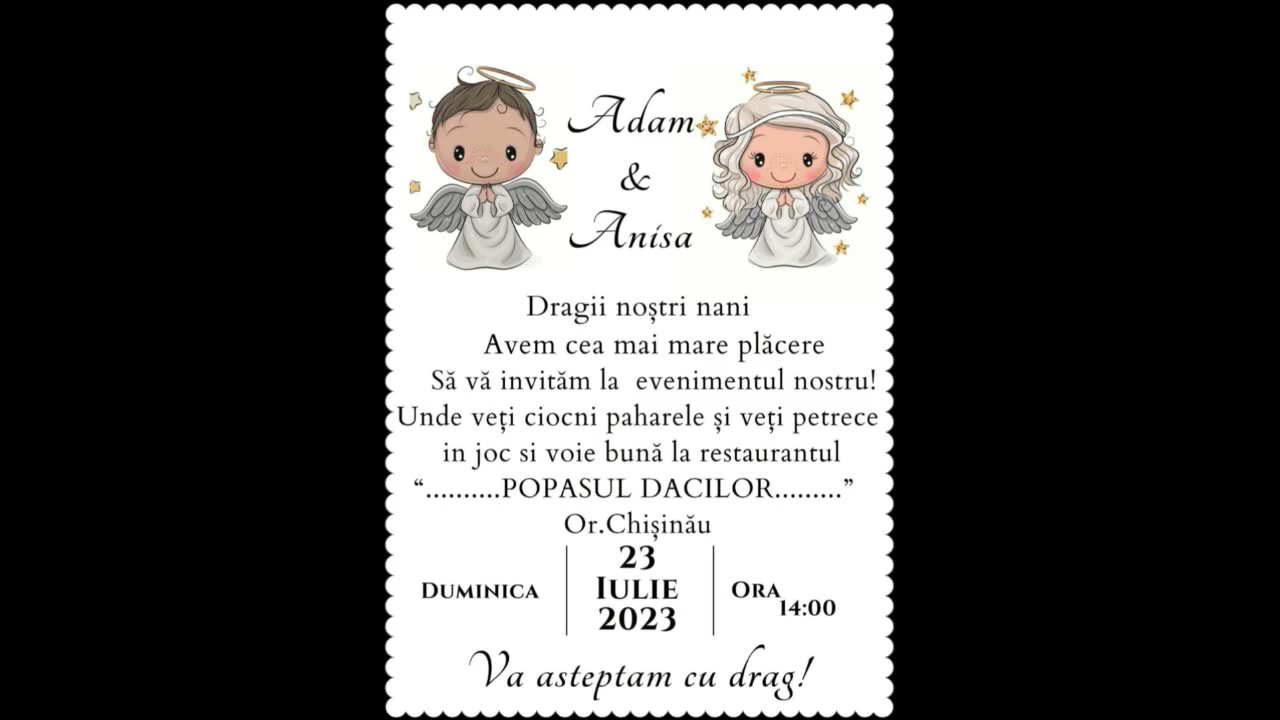 Adam
&
Anisa
Dragii noștri nani
Avem cea mai mare plăcere
Să vă invităm la evenimentul nostru!
Unde veți ciocni paharele și veți petrece
in joc si voie bună la restaurantul
“..........POPASUL DACILOR.........”
Or.Chișinău
Duminica
23
Iulie
2023
Ora
14:00
Va asteptam cu drag!